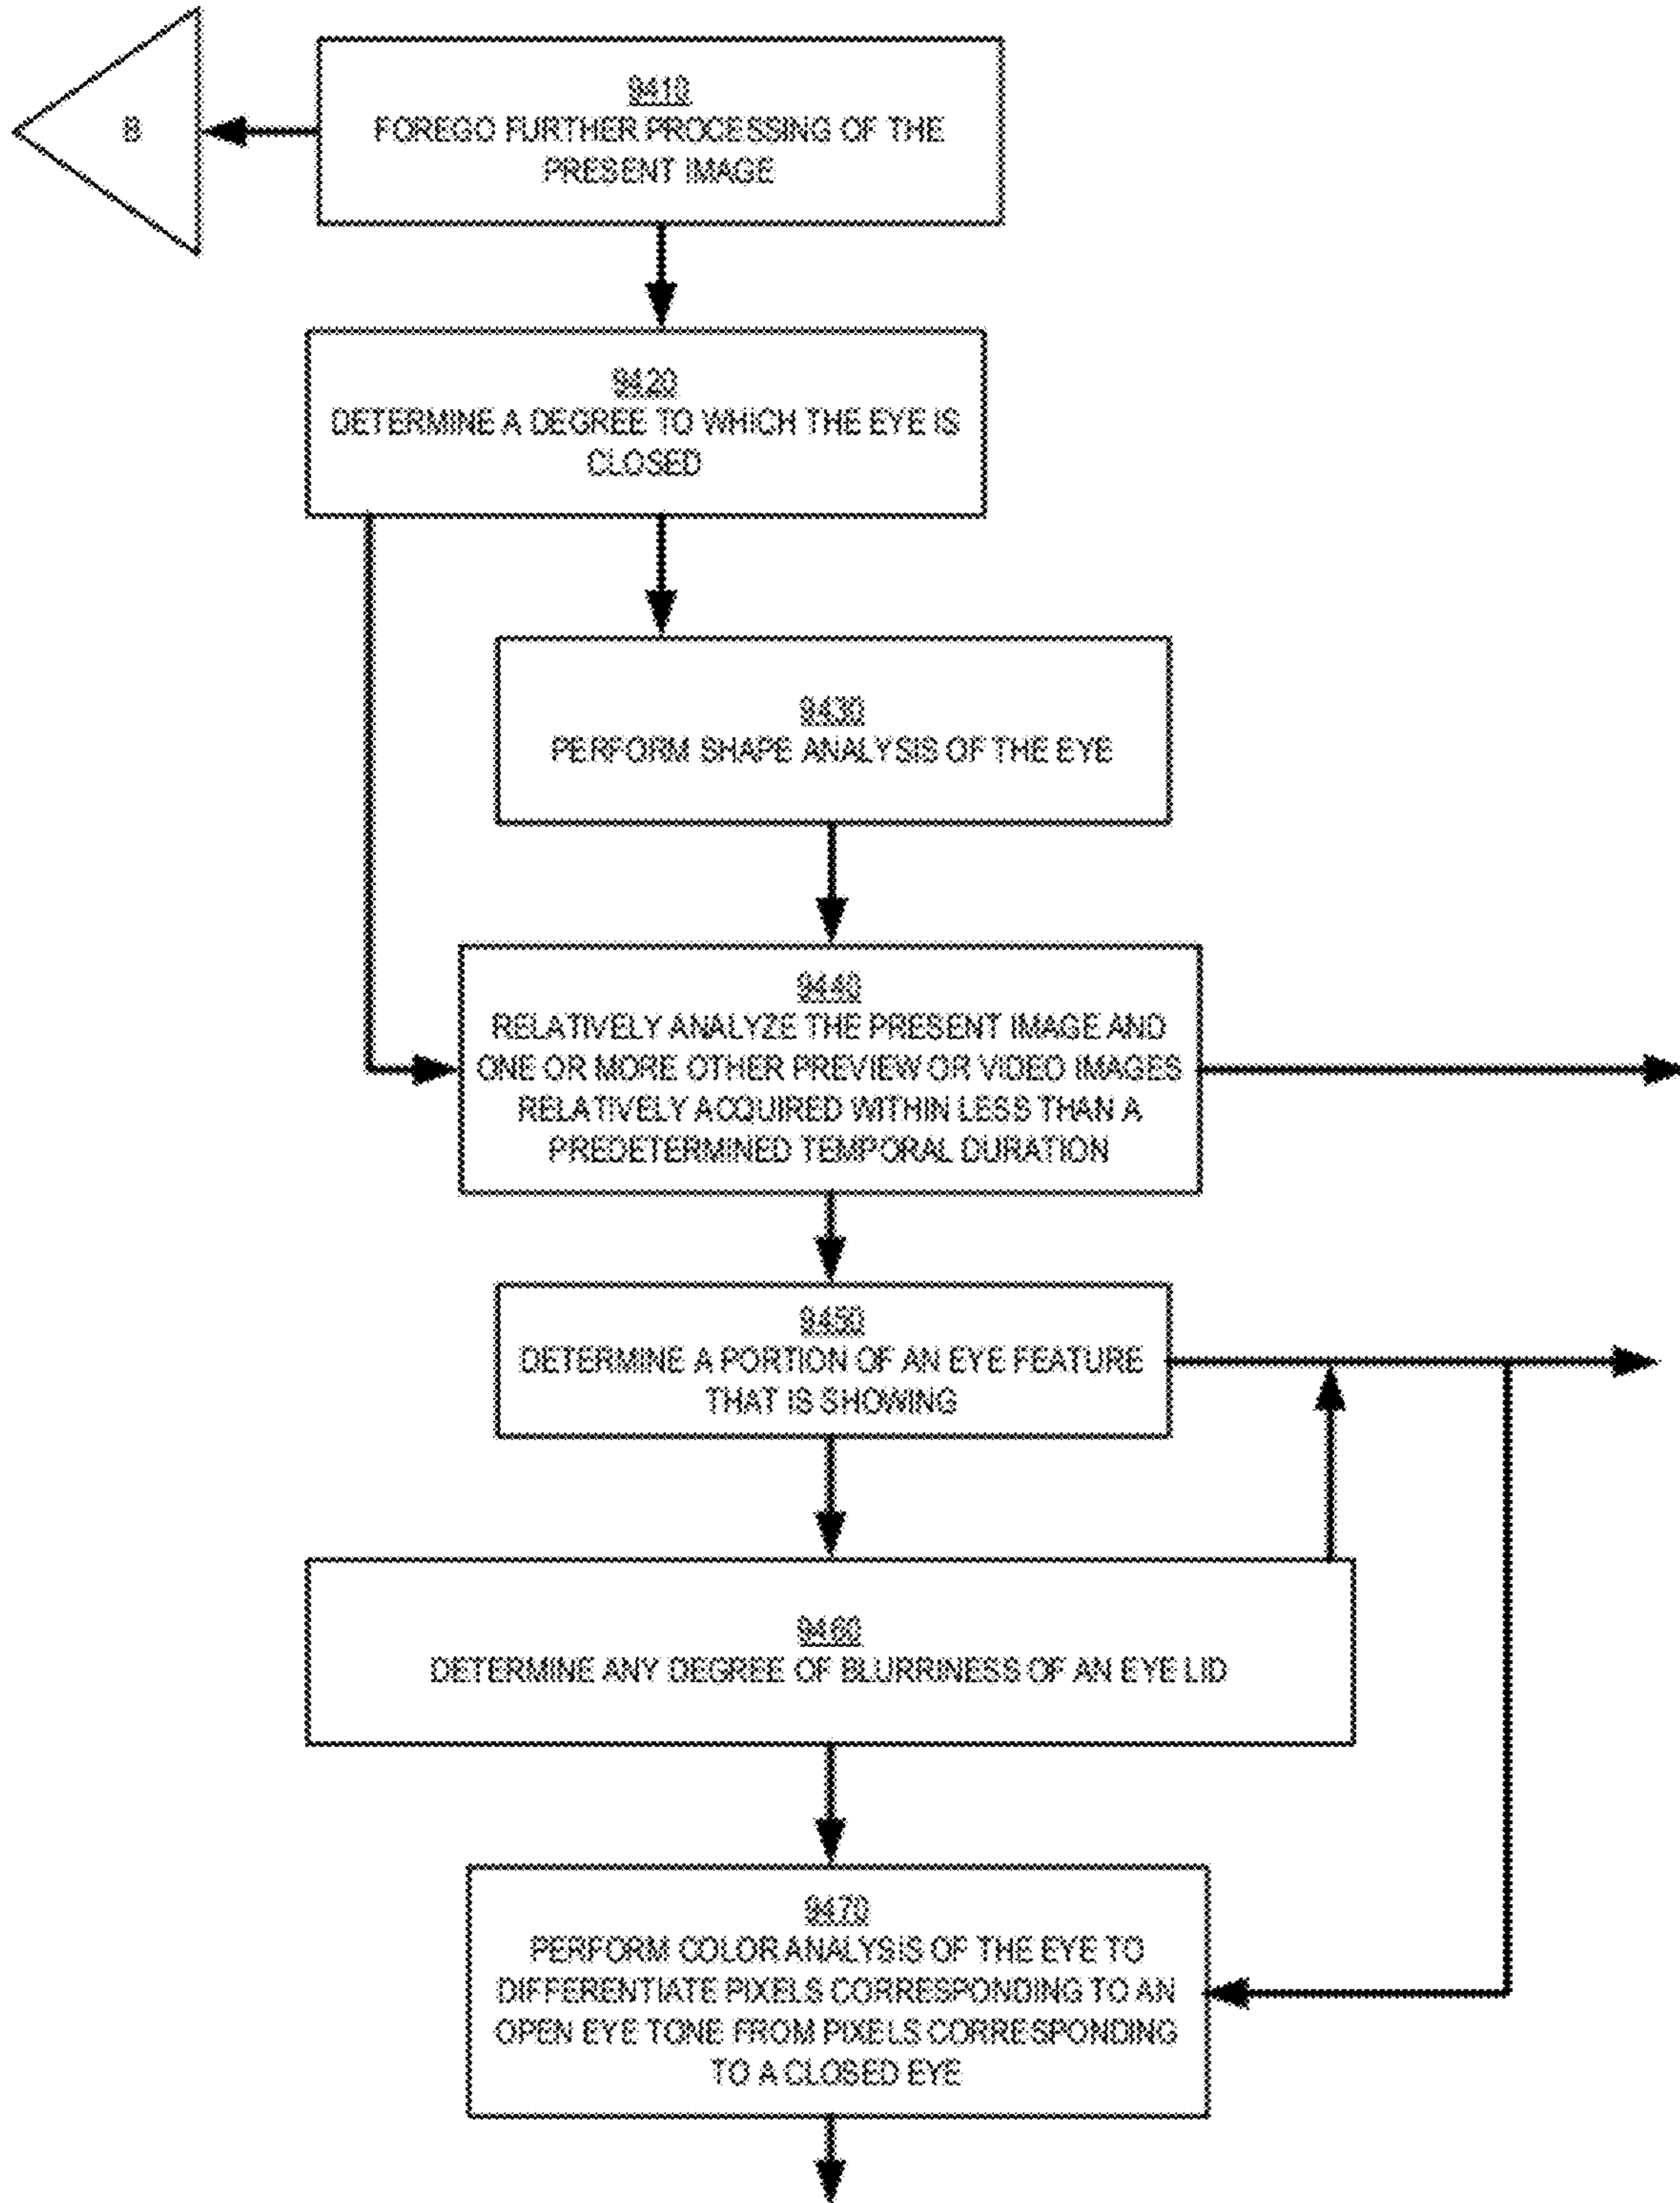 9410
B
FOREGO FURTHER PROCESSING OF THE
PRESENT IMAGE
9420
DETERMINE A DEGREE TO WHICH THE EYE IS
CLOSED
9430
PERFORM SHAPE ANALYSIS OF THE EYE
9440
RELATIVELY ANALYZE THE PRESENT IMAGE AND
ONE OR MORE OTHER PREVIEW OR VIDEO IMAGES
RELATIVELY ACQUIRED WITHIN LESS THAN A
PREDETERMINED TEMPORAL DURATION
9450
DETERMINE A PORTION OF AN EYE FEATURE
THAT IS SHOWING
9460
DETERMINE ANY DEGREE OF BLURRINESS OF AN EYE LID
9470
PERFORM COLOR ANALYSIS OF THE EYE TO
DIFFERENTIATE PIXELS CORRESPONDING TO AN
OPEN EYE TONE FROM PIXELS CORRESPONDING
TO A CLOSED EYE